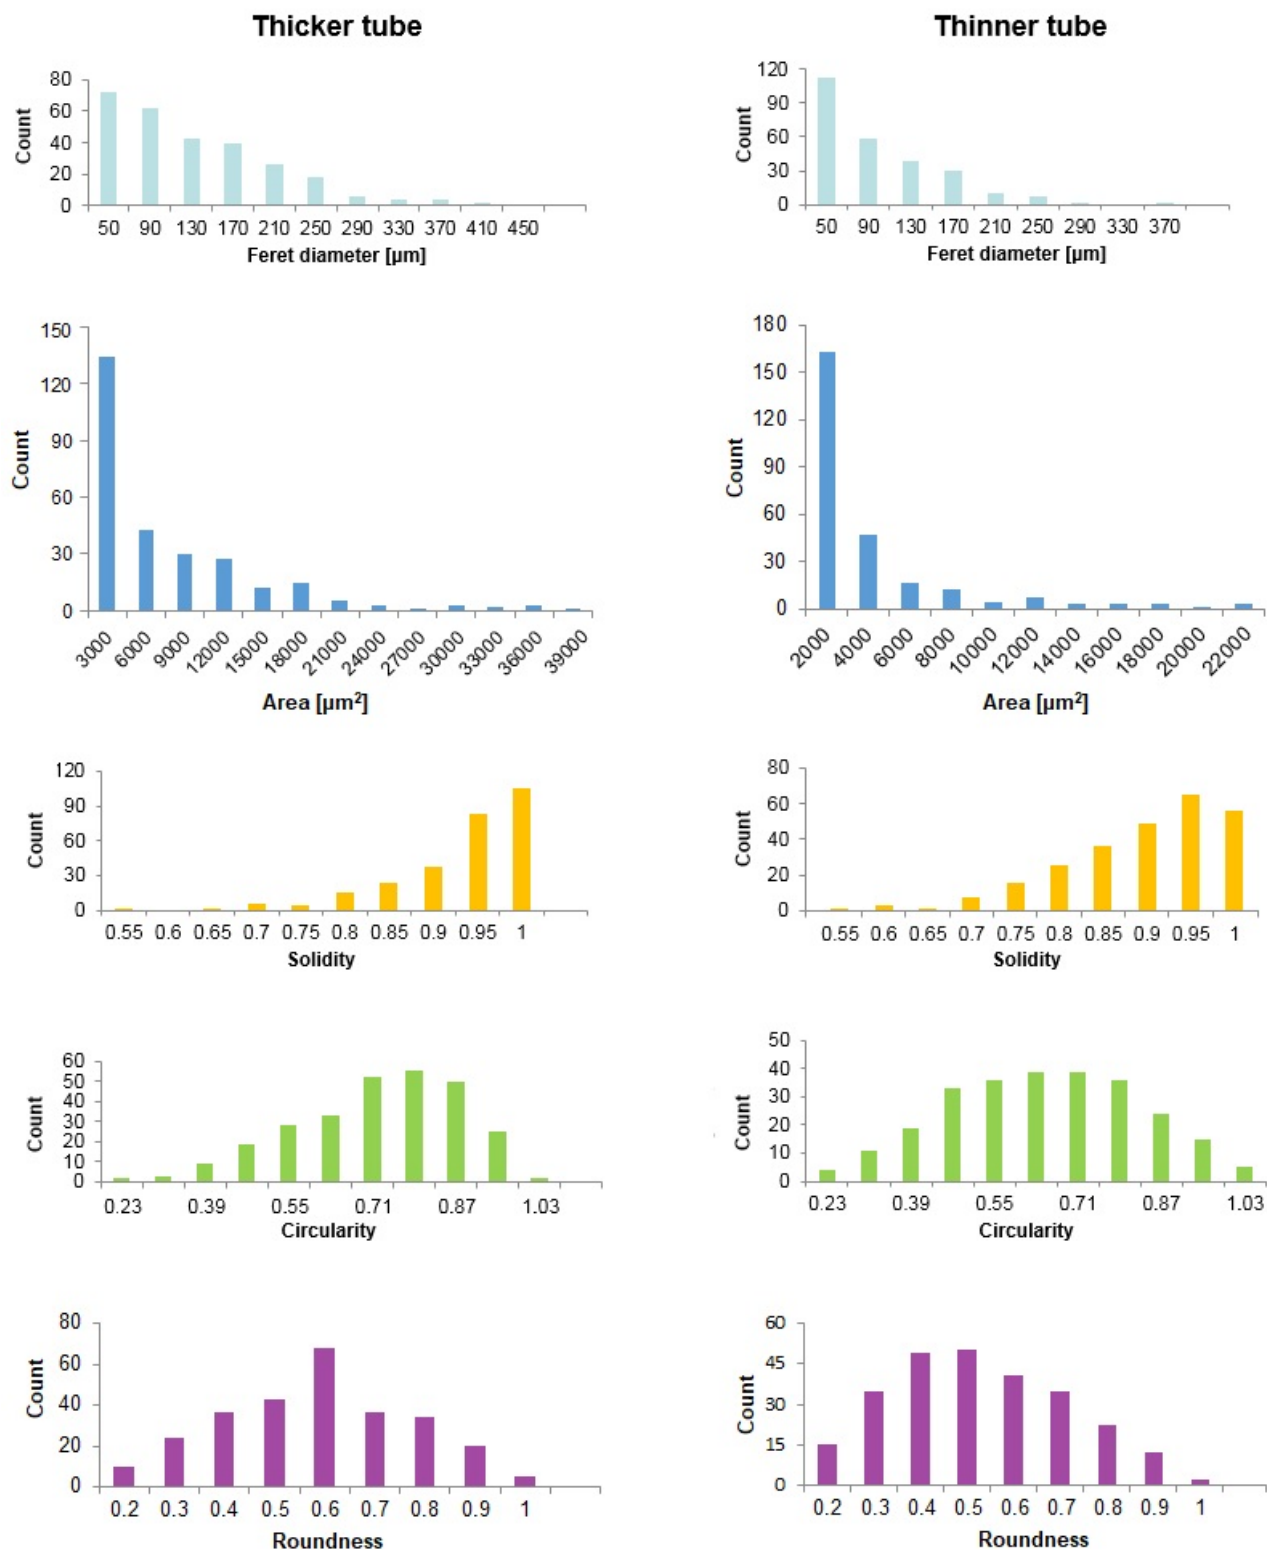 Thicker tube
Thinner tube
80
60
40
20
0
Count
50 90 130 170 210 250 290 330 370 410 450
Feret diameter [µm]
120
90
60
30
0
Count
50 90 130 170 210 250 290 330 370
Feret diameter [µm]
150
120
90
60
30
0
Count
3000 6000 9000 12000 15000 18000 21000 24000 27000 30000 33000 36000 39000
Area [µm²]
180
150
120
90
60
30
0
Count
2000 4000 6000 8000 10000 12000 14000 16000 18000 20000 22000
Area [µm²]
120
90
60
30
0
Count
0.55 0.6 0.65 0.7 0.75 0.8 0.85 0.9 0.95 1
Solidity
80
60
40
20
0
Count
0.55 0.6 0.65 0.7 0.75 0.8 0.85 0.9 0.95 1
Solidity
60
50
40
30
20
10
0
Count
0.23 0.39 0.55 0.71 0.87 1.03
Circularity
50
40
30
20
10
0
Count
0.23 0.39 0.55 0.71 0.87 1.03
Circularity
80
60
40
20
0
Count
0.2 0.3 0.4 0.5 0.6 0.7 0.8 0.9 1
Roundness
60
45
30
15
0
Count
0.2 0.3 0.4 0.5 0.6 0.7 0.8 0.9 1
Roundness